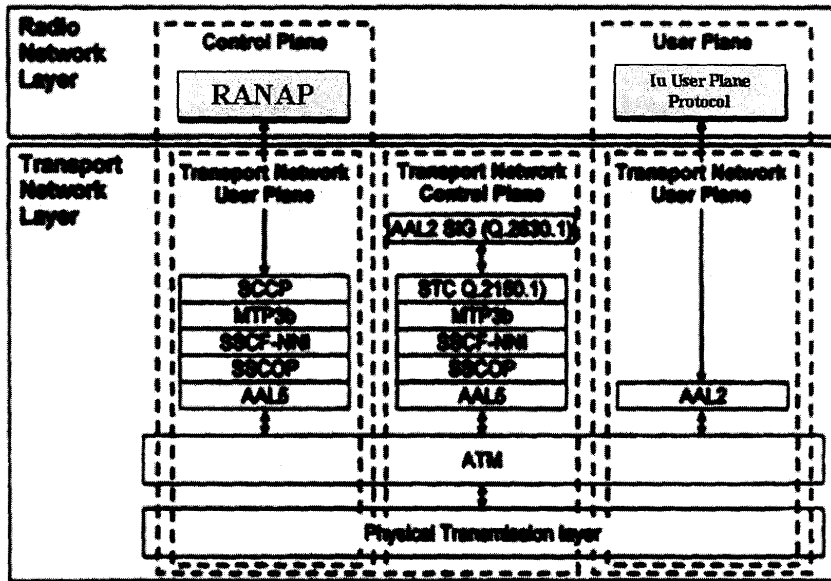 Radio
Network
Layer
Control Plane
User Plane
RANAP
Iu User Plane
Protocol
Transport
Network
Layer
Transport Network
User Plane
Transport Network
Control Plane
Transport Network
User Plane
AAL2 SIG (Q.2630.1)
SCCP
MTP3b
SSCF-NNI
SSCOP
AAL5
STC Q.2150.1)
MTP3b
SSCF-NNI
SSCOP
AAL5
AAL2
ATM
Physical Transmission layer